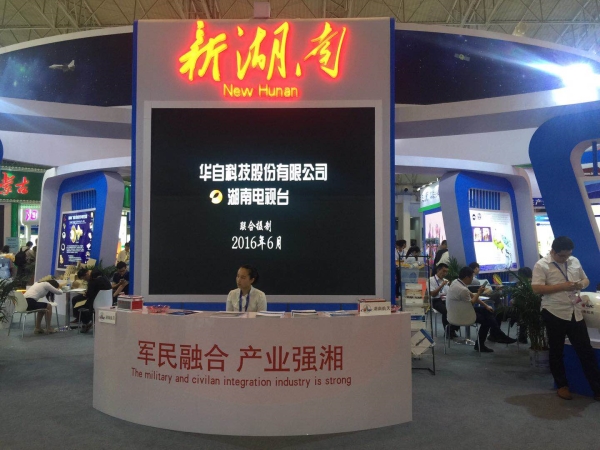 新湖南
New Hunan
华自科技股份有限公司
湖南电视台
联合摄制
2016年6月
军民融合 产业强湘
The military and civilan integration industry is strong